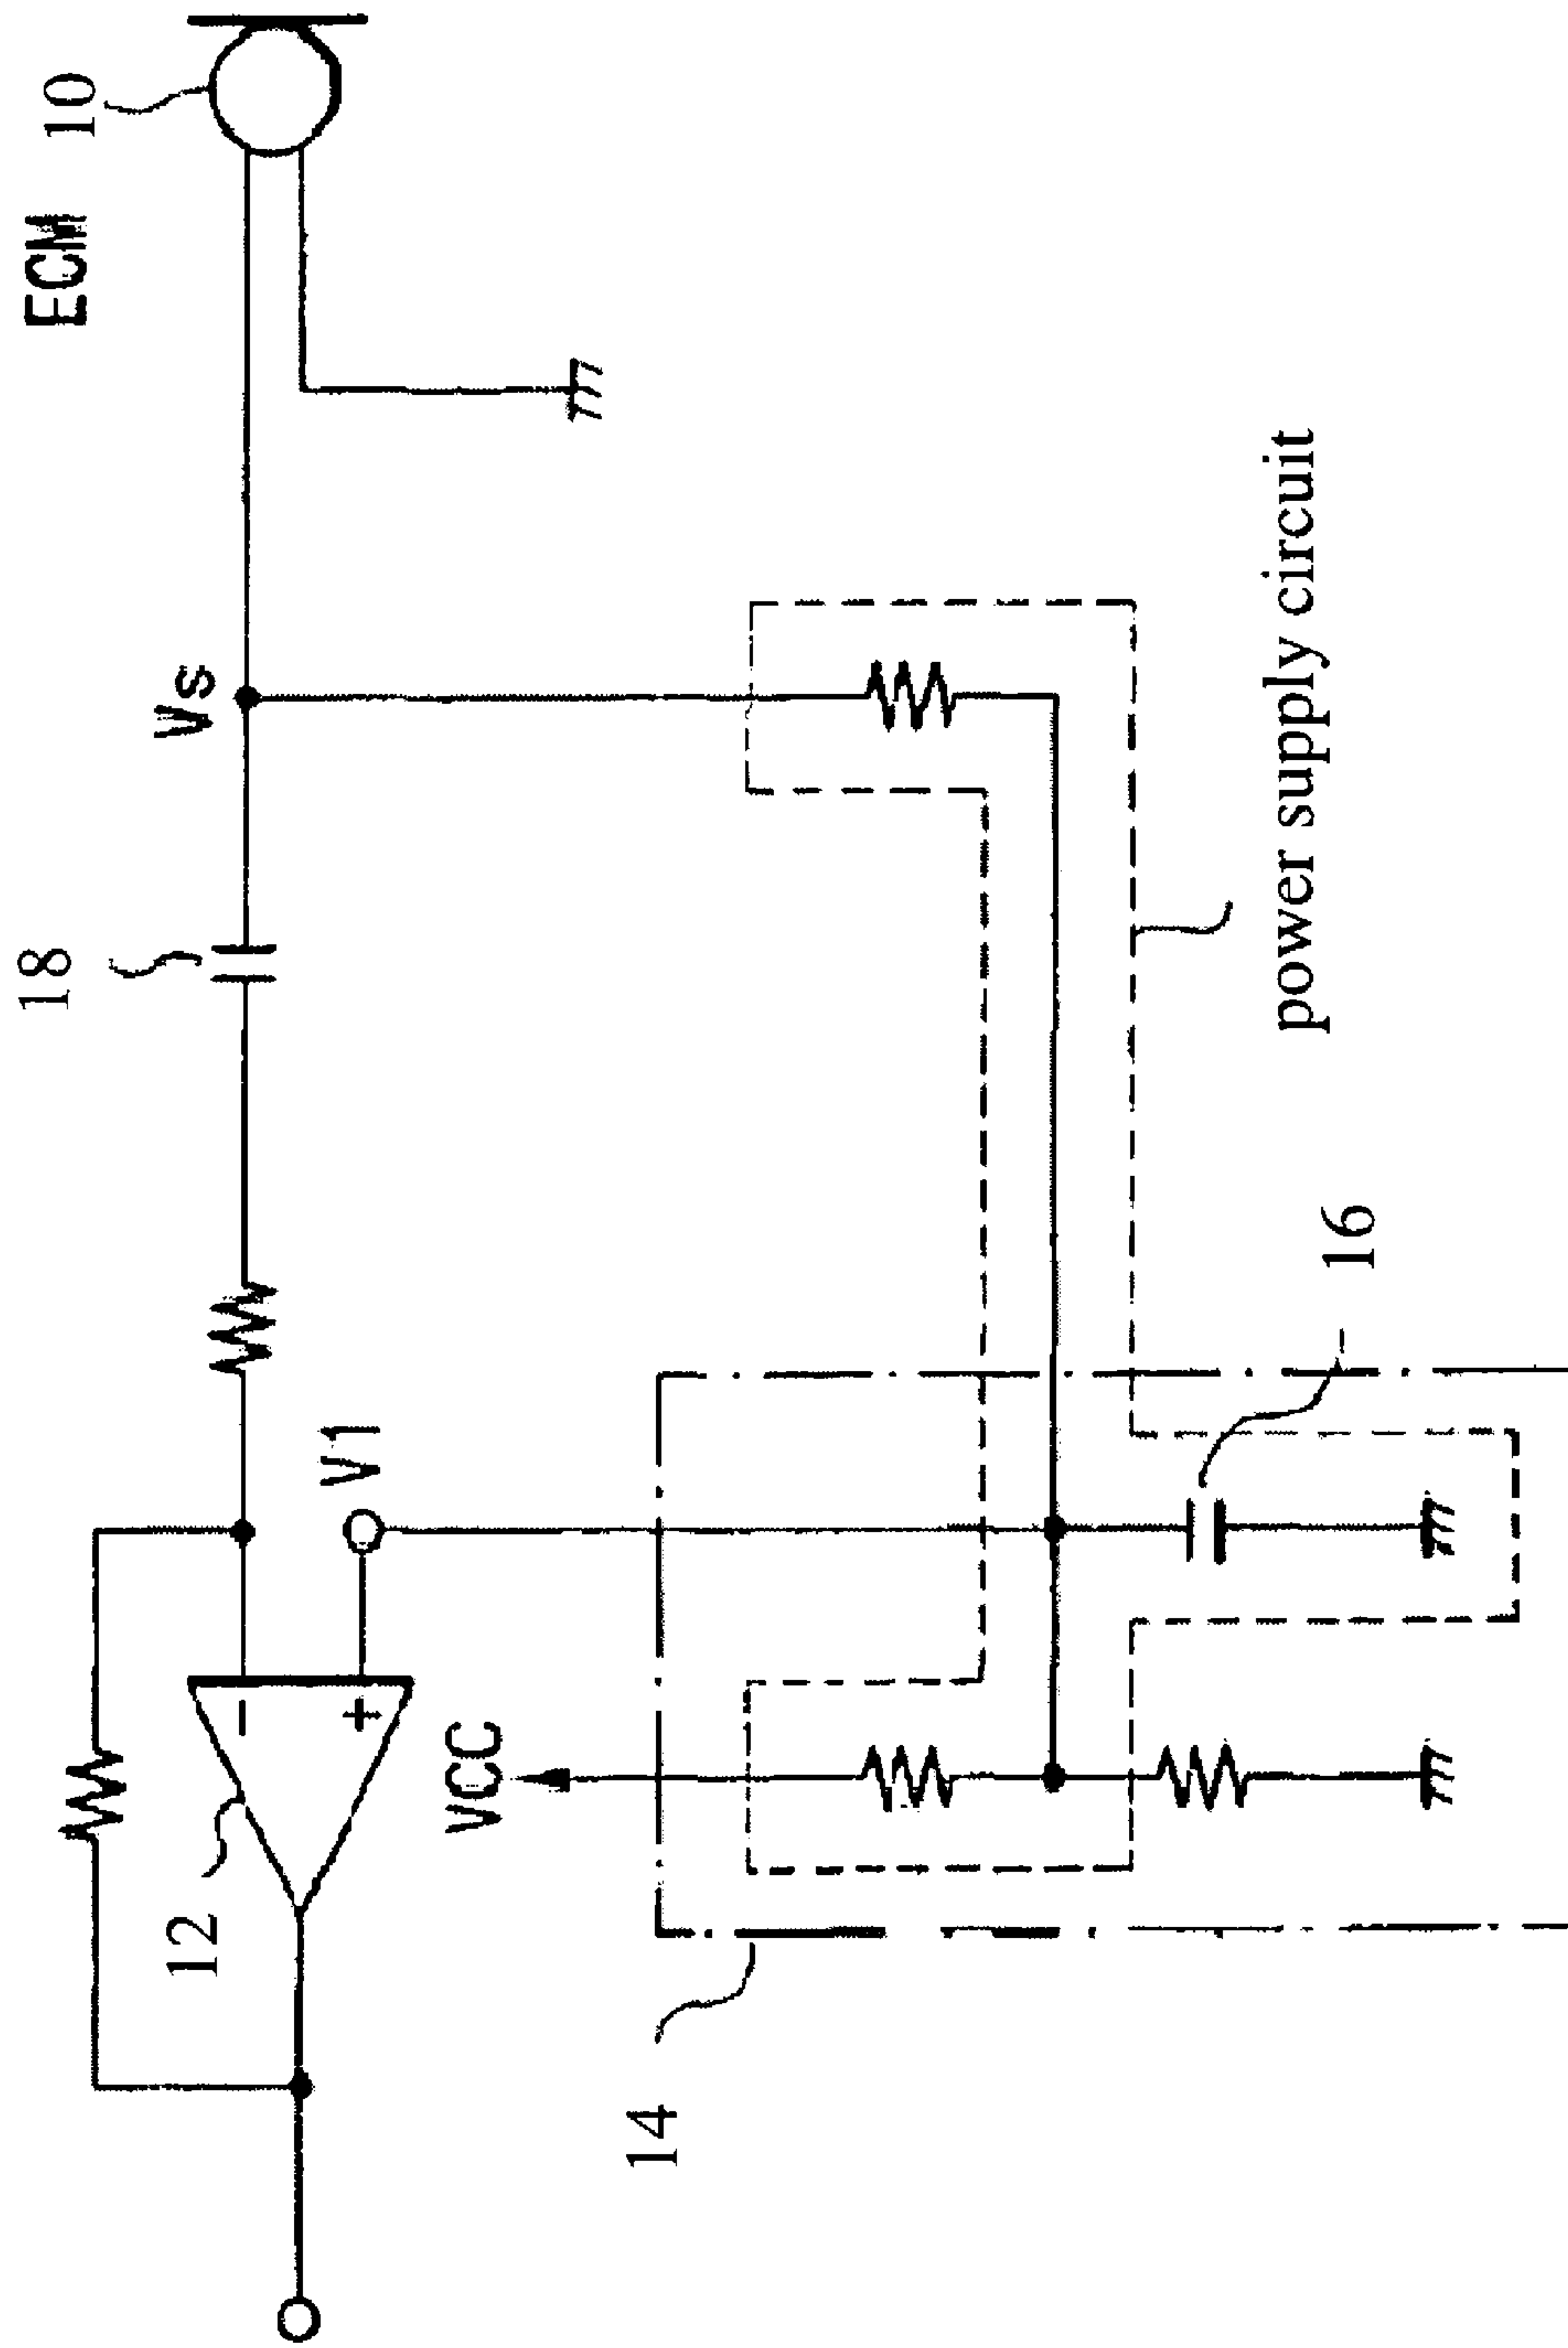 ECM
10
Vs
18
V1
12
VCC
14
16
power supply circuit
-
+